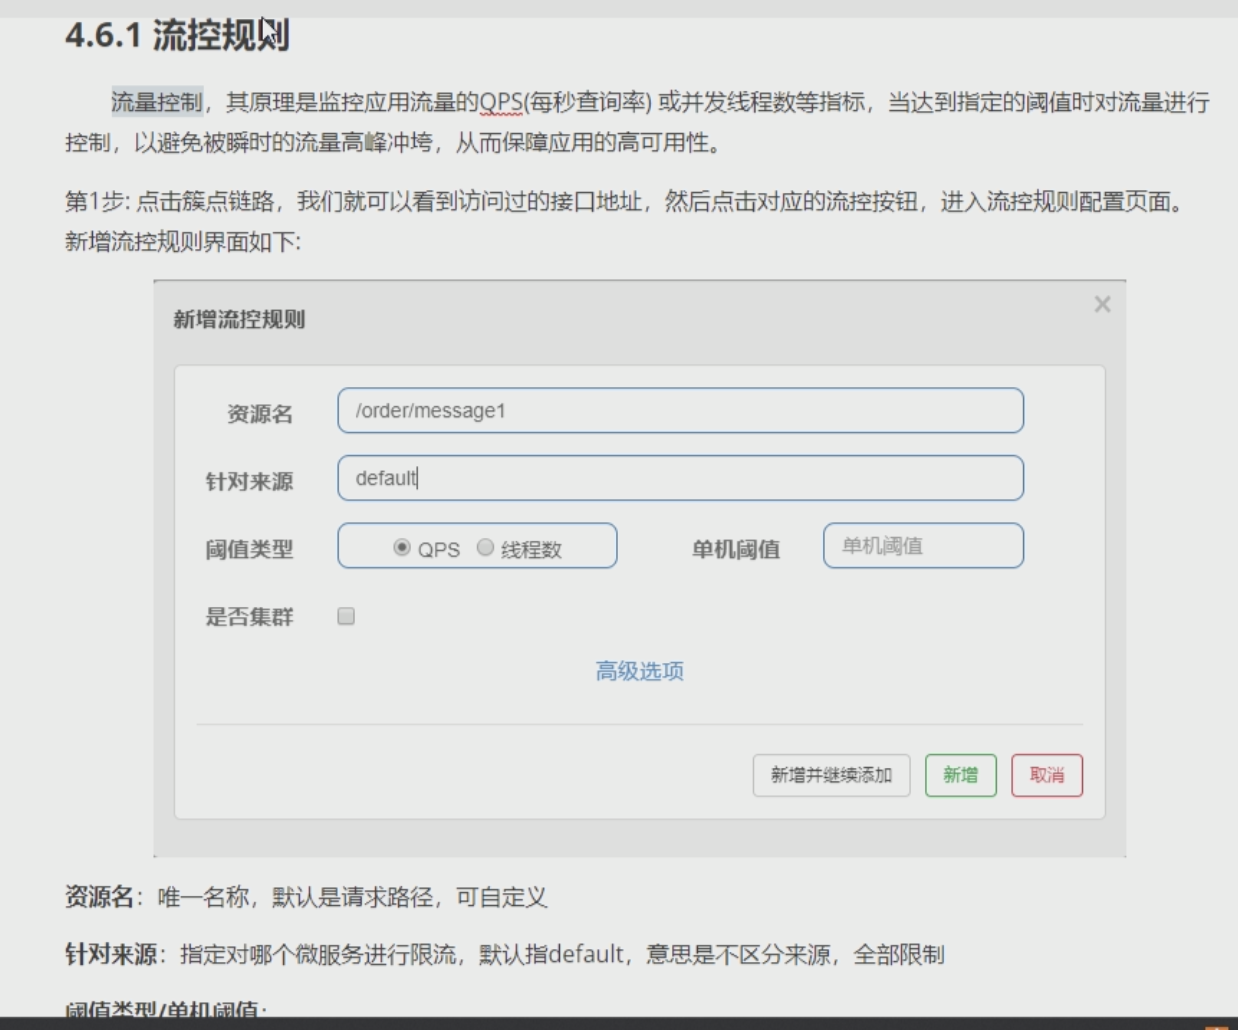 4.6.1 流控规则
流量控制，其原理是监控应用流量的QPS(每秒查询率) 或并发线程数等指标，当达到指定的阈值时对流量进行
控制，以避免被瞬时的流量高峰冲垮，从而保障应用的高可用性。
第1步: 点击簇点链路，我们就可以看到访问过的接口地址，然后点击对应的流控按钮，进入流控规则配置页面。
新增流控规则界面如下:
新增流控规则 ×
资源名 /order/message1
针对来源 default
阈值类型 QPS 线程数 单机阈值 单机阈值
是否集群
高级选项
新增并继续添加 新增 取消
资源名：唯一名称，默认是请求路径，可自定义
针对来源：指定对哪个微服务进行限流，默认指default，意思是不区分来源，全部限制
阈值类型/单机阈值：